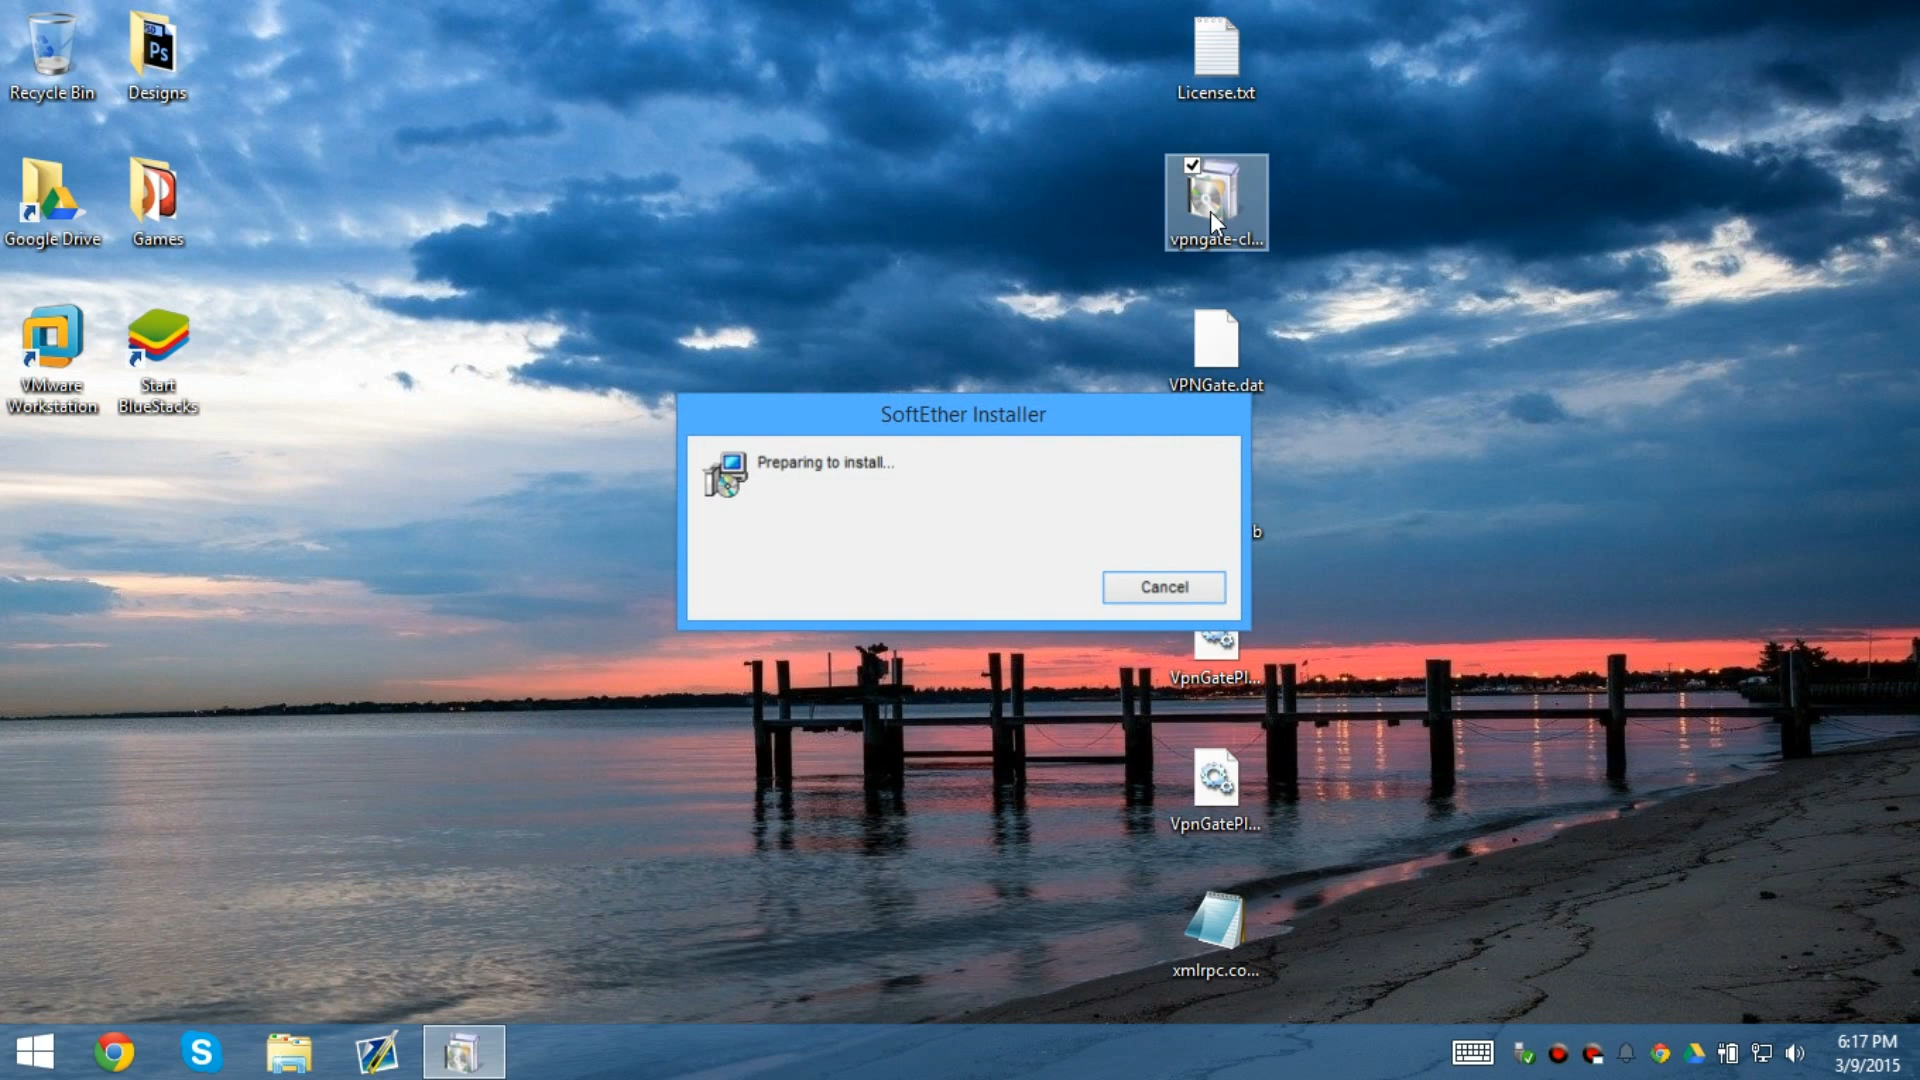 Recycle Bin
Designs
License.txt
Google Drive
Games
vpngate-cl...
VMware
Workstation
Start
BlueStacks
VPNGate.dat
SoftEther Installer
Preparing to install...
b
Cancel
VpnGatePl...
VpnGatePl...
xmlrpc.co...
6:17 PM
3/9/2015